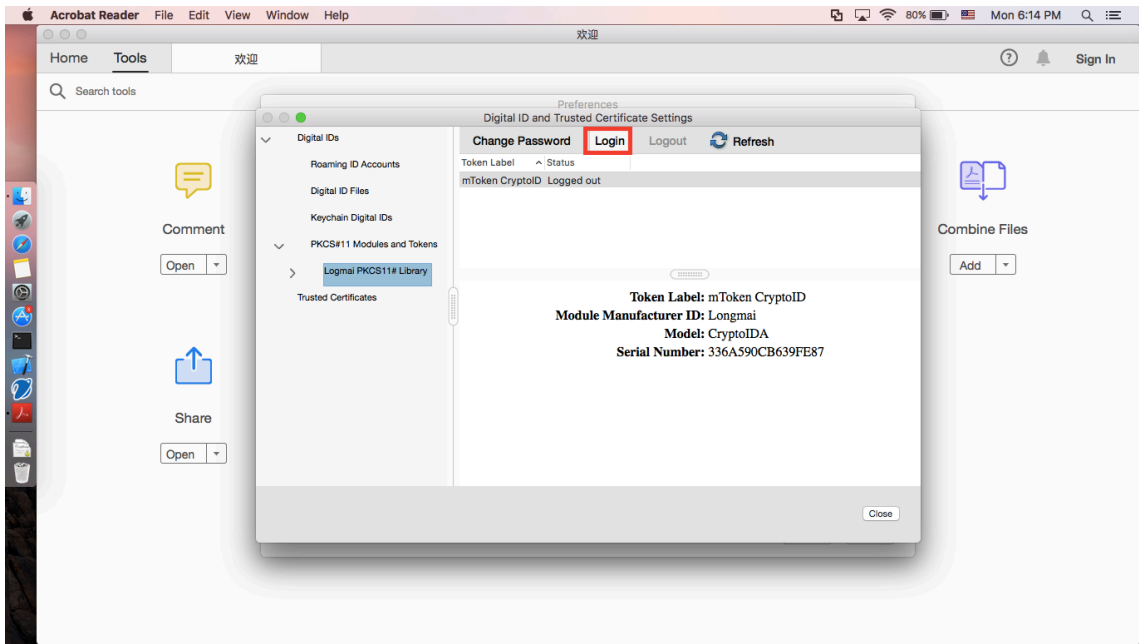 Acrobat Reader File Edit View Window Help 80% Mon 6:14 PM
欢迎
Home Tools 欢迎 ? Sign In
Search tools
Preferences
Digital ID and Trusted Certificate Settings
Digital IDs
Roaming ID Accounts
Digital ID Files
Keychain Digital IDs
PKCS#11 Modules and Tokens
Logmai PKCS11# Library
Trusted Certificates
Change Password Login Logout Refresh
Token Label Status
mToken CryptoID Logged out
Token Label: mToken CryptoID
Module Manufacturer ID: Longmai
Model: CryptoIDA
Serial Number: 336A590CB639FE87
Close
Comment
Open
Share
Open
Combine Files
Add